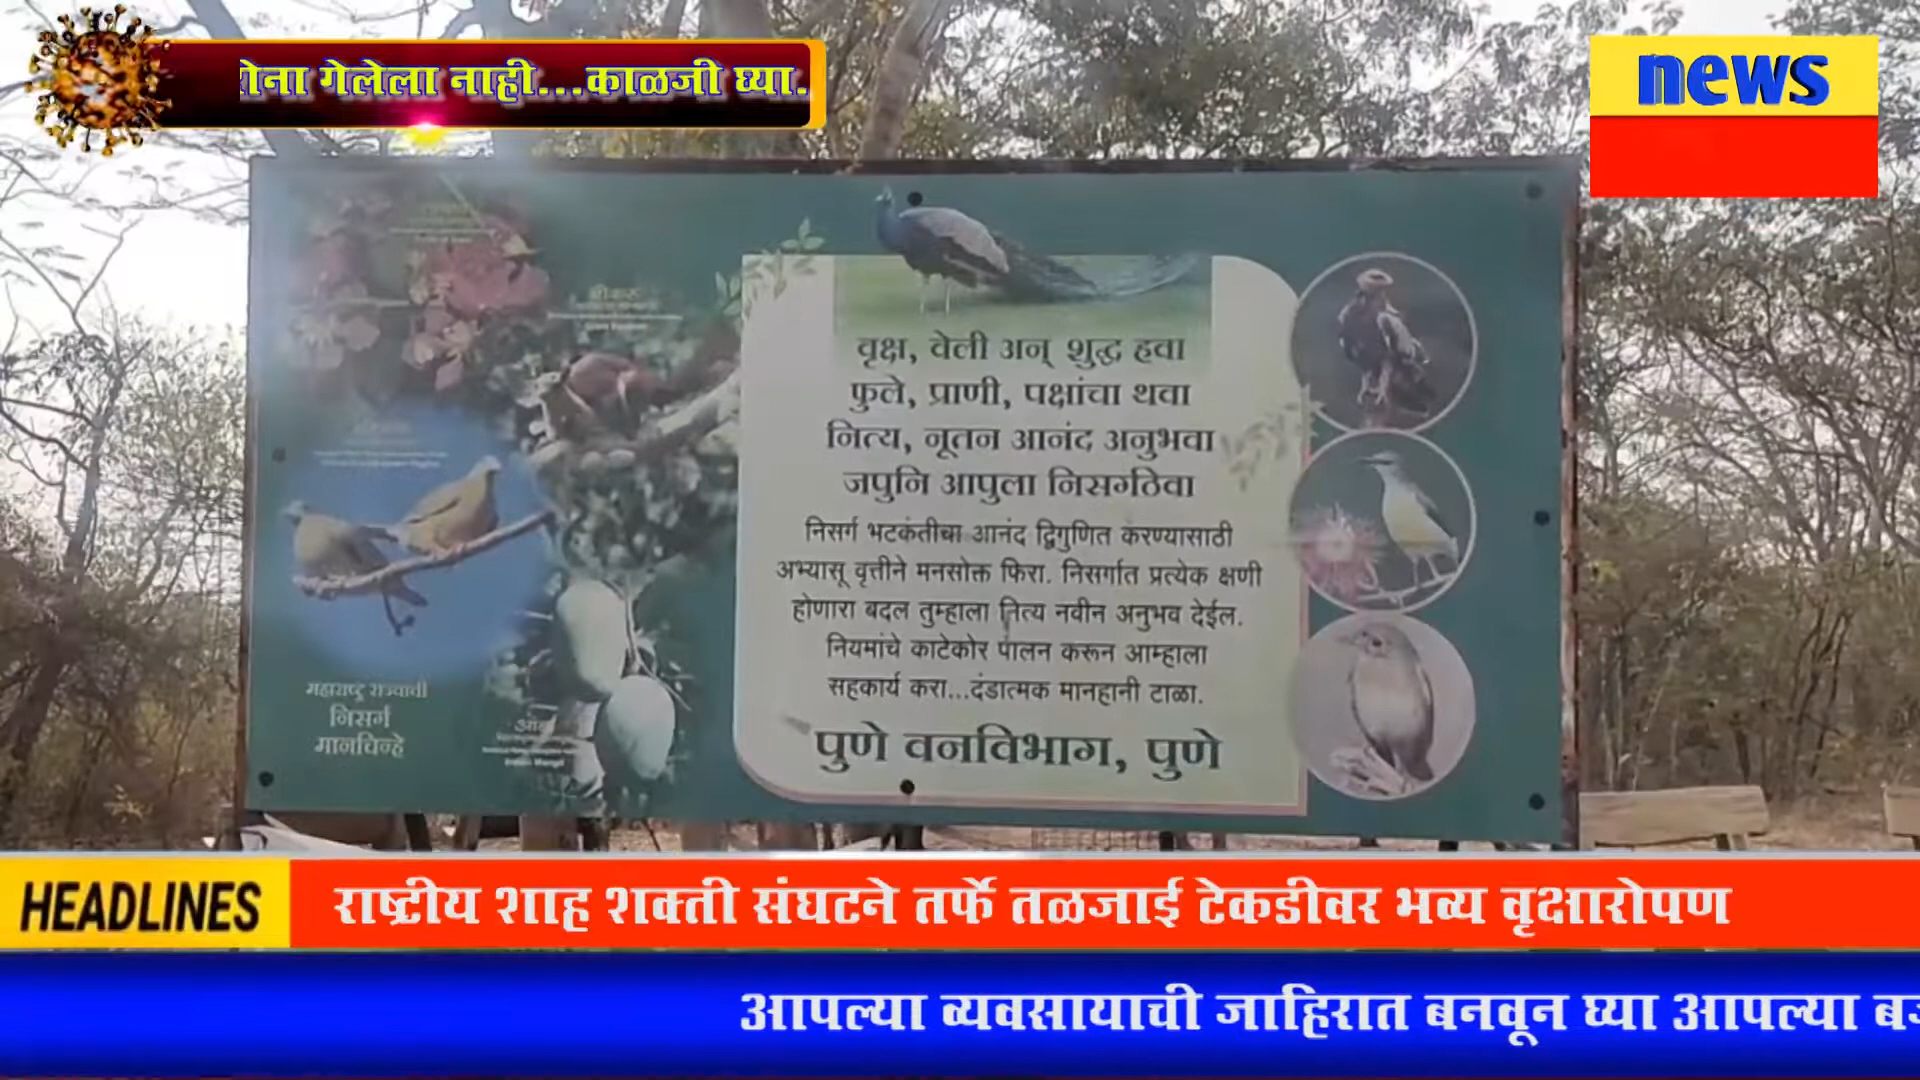 रोना गेलेला नाही...काळजी घ्या.
news
वृक्ष, वेली अन् शुद्ध हवा
फुले, प्राणी, पक्षांचा थवा
नित्य, नूतन आनंद अनुभवा
जपुनि आपुला निसर्गठेवा
निसर्ग भटकंतीचा आनंद द्विगुणित करण्यासाठी
अभ्यासू वृत्तीने मनसोक्त फिरा. निसर्गात प्रत्येक क्षणी
होणारा बदल तुम्हाला नित्य नवीन अनुभव देईल.
नियमांचे काटेकोर पालन करून आम्हाला
सहकार्य करा...दंडात्मक मानहानी टाळा.
पुणे वनविभाग, पुणे
महाराष्ट्र राज्याची
निसर्ग
मानचिन्हे
HEADLINES
राष्ट्रीय शाह शक्ती संघटने तर्फे तळजाई टेकडीवर भव्य वृक्षारोपण
आपल्या व्यवसायाची जाहिरात बनवून घ्या आपल्या